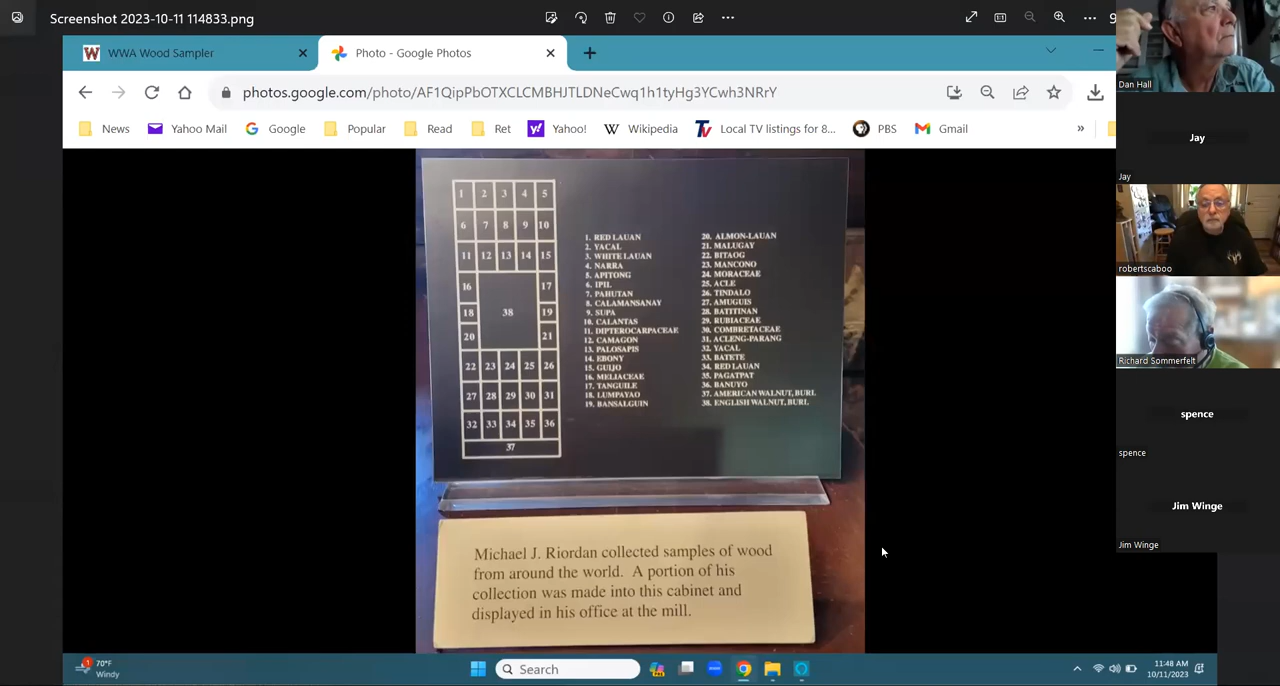 Screenshot 2023-10-11 114833.png
WWA Wood Sampler
Photo - Google Photos
News
Yahoo Mail
Google
Popular
Read
Ret
Yahoo!
Wikipedia
Local TV listings for 8...
PBS
Gmail
»
1 2 3 4 5
6 7 8 9 10
11 12 13 14 15
16 17
18 38 19
20 21
22 23 24 25 26
27 28 29 30 31
32 33 34 35 36
37
1. RED LAUAN
2. YACAL
3. WHITE LAUAN
4. NARRA
5. APITONG
6. IPIL
7. PAHUTAN
8. CALAMANSANAY
9. SUPA
10. CALANTAS
11. DIPTEROCARPACEAE
12. CAMAGON
13. PALOSAPIS
14. EBONY
15. GUIJO
16. MELIACEAE
17. TANGUILE
18. LUMPAYAO
19. BANSALGUIN
20. ALMON-LAUAN
21. MALUGAY
22. BITAOG
23. MANCONO
24. MORACEAE
25. ACLE
26. TINDALO
27. AMUGUIS
28. BATITINAN
29. RUBIACEAE
30. COMBRETACEAE
31. ACLENG-PARANG
32. YACAL
33. BATETE
34. RED LAUAN
35. PAGATPAT
36. BANUYO
37. AMERICAN WALNUT, BURL
38. ENGLISH WALNUT, BURL
Michael J. Riordan collected samples of wood
from around the world. A portion of his
collection was made into this cabinet and
displayed in his office at the mill.
Dan Hall
Jay
Jay
robertscaboo
Richard Sommerfelt
spence
spence
Jim Winge
Jim Winge
1
70°F
Windy
Search
11:48 AM
10/11/2023